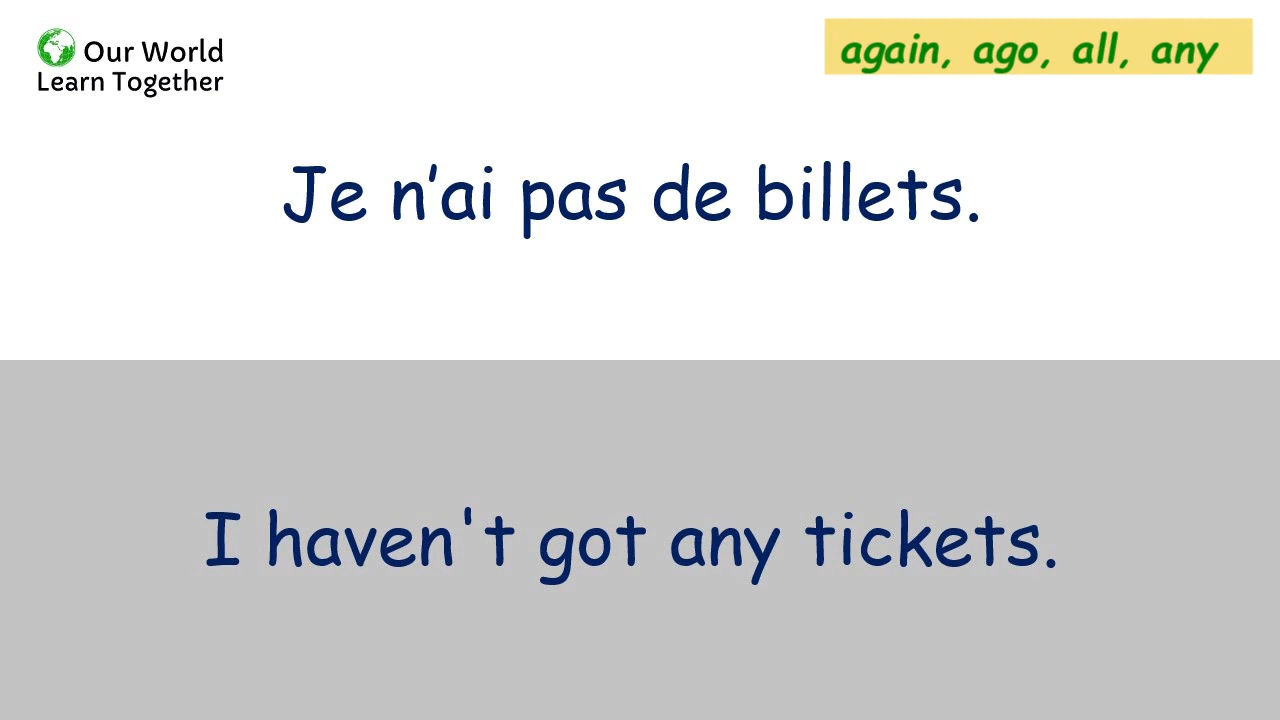 Our World
Learn Together
again, ago, all, any
Je n’ai pas de billets.
I haven't got any tickets.